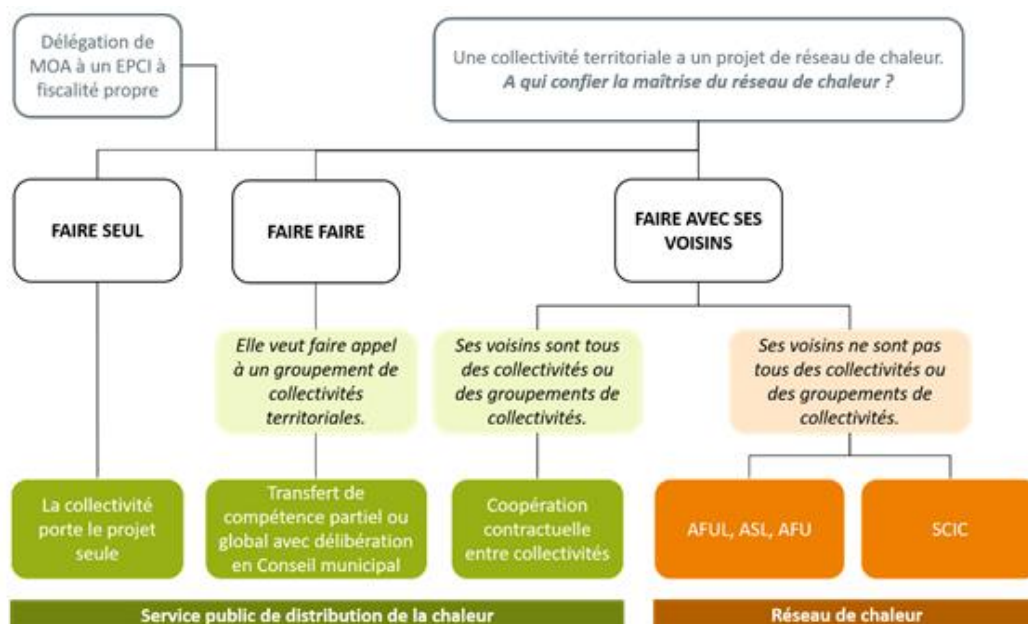 Délégation de
MOA à un EPCI à
fiscalité propre
Une collectivité territoriale a un projet de réseau de chaleur.
A qui confier la maîtrise du réseau de chaleur ?
FAIRE SEUL
FAIRE FAIRE
FAIRE AVEC SES
VOISINS
Elle veut faire appel
à un groupement de
collectivités
territoriales.
Ses voisins sont tous
des collectivités ou
des groupements de
collectivités.
Ses voisins ne sont pas
tous des collectivités ou
des groupements de
collectivités.
La collectivité
porte le projet
seule
Transfert de
compétence partiel ou
global avec délibération
en Conseil municipal
Coopération
contractuelle
entre collectivités
AFUL, ASL, AFU
SCIC
Service public de distribution de la chaleur
Réseau de chaleur